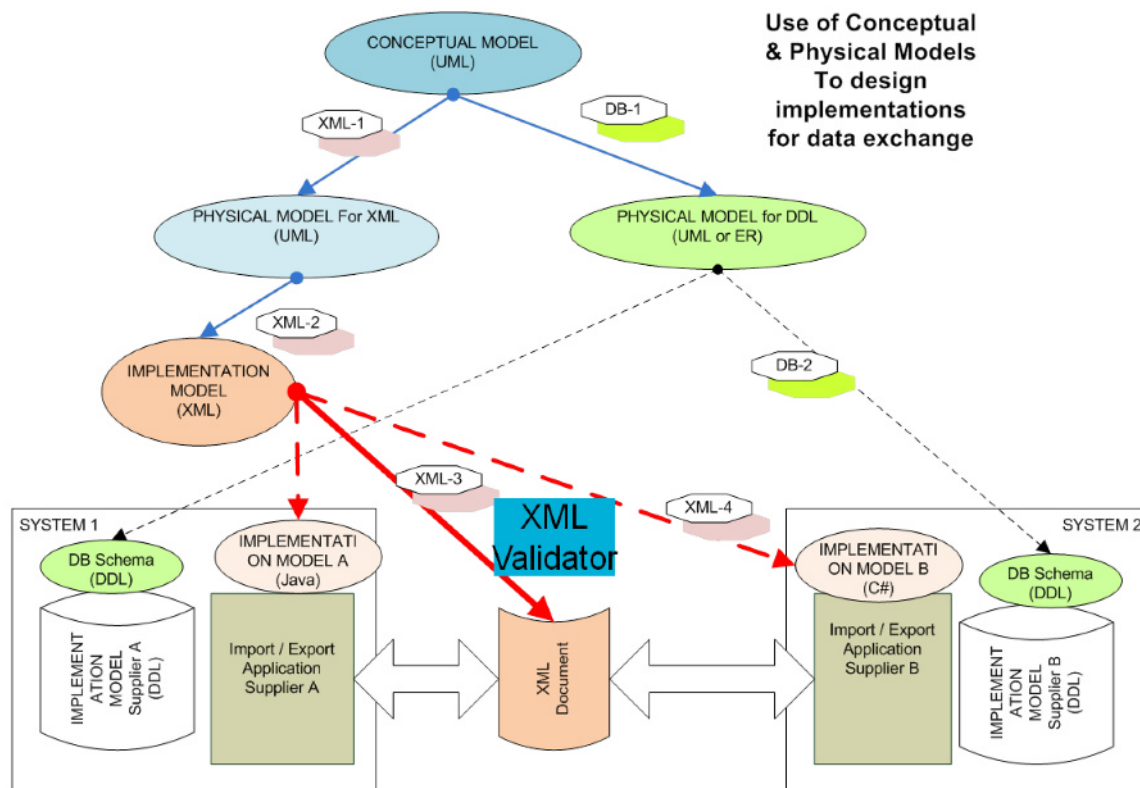 Use of Conceptual
& Physical Models
To design
implementations
for data exchange
CONCEPTUAL MODEL
(UML)
XML-1
DB-1
PHYSICAL MODEL For XML
(UML)
PHYSICAL MODEL for DDL
(UML or ER)
XML-2
IMPLEMENTATION
MODEL
(XML)
DB-2
XML-3
XML
Validator
XML-4
SYSTEM 1
DB Schema
(DDL)
IMPLEMENTATI
ON MODEL A
(Java)
IMPLEMENT
ATION
MODEL
Supplier A
(DDL)
Import / Export
Application
Supplier A
XML
Document
SYSTEM 2
IMPLEMENTATI
ON MODEL B
(C#)
DB Schema
(DDL)
Import / Export
Application
Supplier B
IMPLEMENT
ATION
MODEL
Supplier B
(DDL)